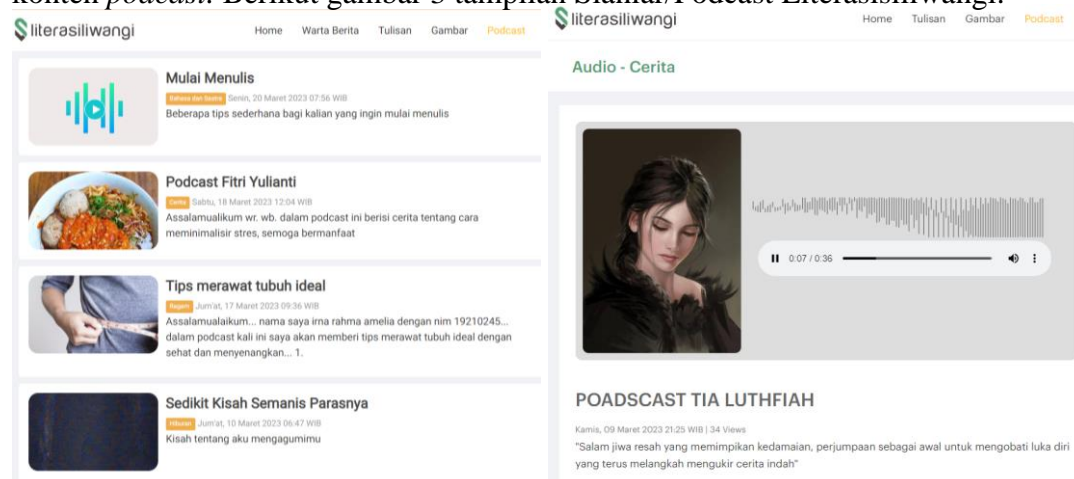 konten podcast. Berikut gambar 3 tampilan Sianiar/Podcast Literasisiliwangi.
literasiliwangi
Home Warta Berita Tulisan Gambar Podcast
Mulai Menulis
Bahasa dan Sastra Senin, 20 Maret 2023 07:56 WIB
Beberapa tips sederhana bagi kalian yang ingin mulai menulis
Podcast Fitri Yulianti
Cerita Sabtu, 18 Maret 2023 12:04 WIB
Assalamualikum wr. wb. dalam podcast ini berisi cerita tentang cara
meminimalisir stres, semoga bermanfaat
Tips merawat tubuh ideal
Ragam Jum'at, 17 Maret 2023 09:36 WIB
Assalamualaikum... nama saya irna rahma amelia dengan nim 19210245...
dalam podcast kali ini saya akan memberi tips merawat tubuh ideal dengan
sehat dan menyenangkan... 1.
Sedikit Kisah Semanis Parasnya
Hiburan Jum'at, 10 Maret 2023 06:47 WIB
Kisah tentang aku mengagumimu
literasiliwangi
Home Tulisan Gambar Podcast
Audio - Cerita
0:07 / 0:36
POADSCAST TIA LUTHFIAH
Kamis, 09 Maret 2023 21:25 WIB | 34 Views
"Salam jiwa resah yang memimpikan kedamaian, perjumpaan sebagai awal untuk mengobati luka diri
yang terus melangkah mengukir cerita indah"